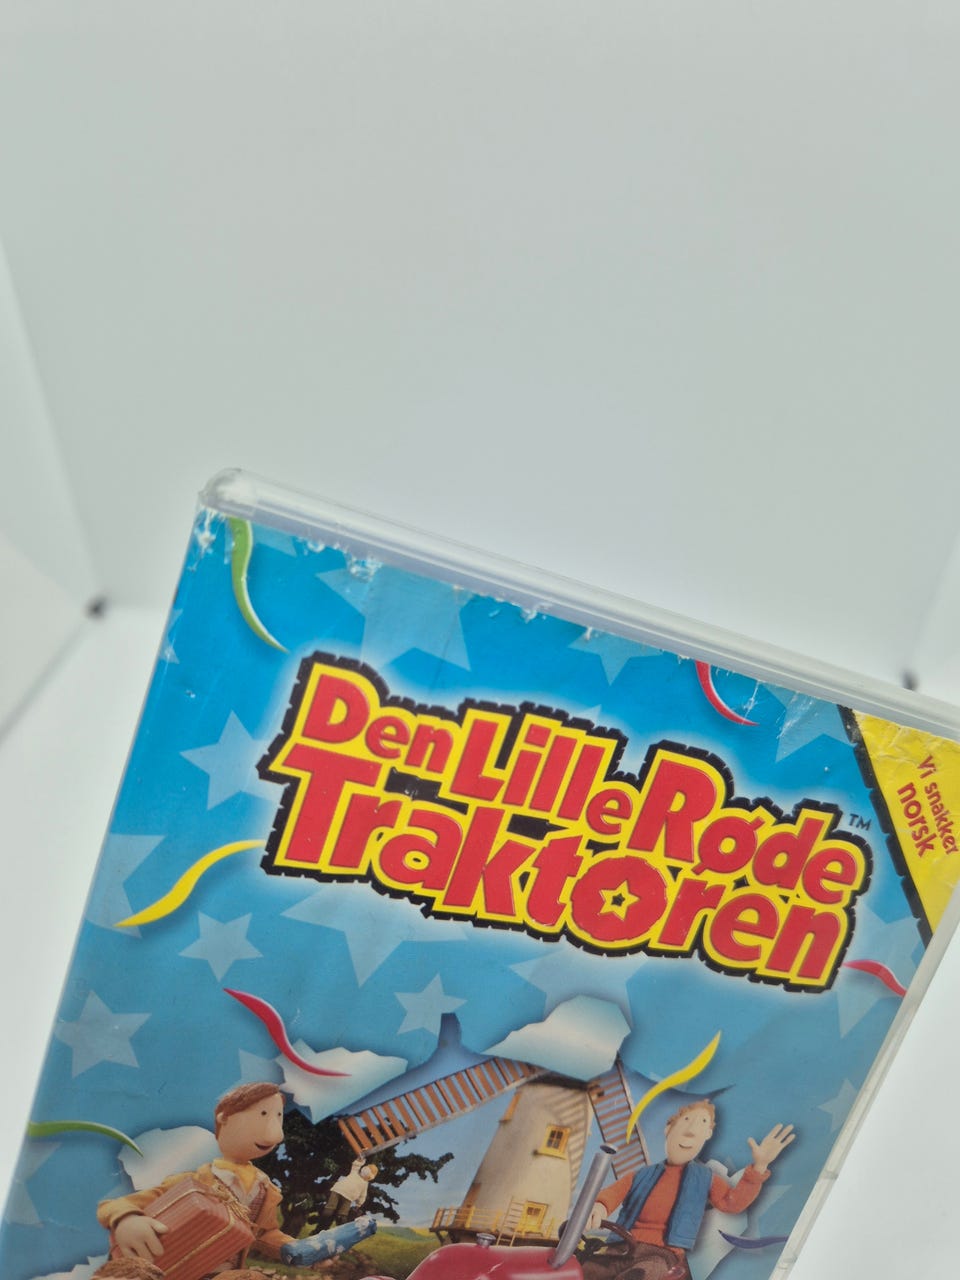 Den Lille Røde
Traktoren
TM
Vi snakker
norsk